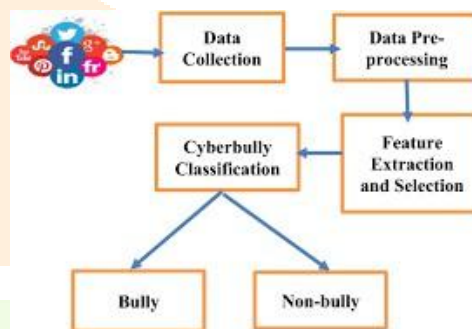 Data
Collection
Data Pre-
processing
Cyberbully
Classification
Feature
Extraction
and Selection
Bully
Non-bully